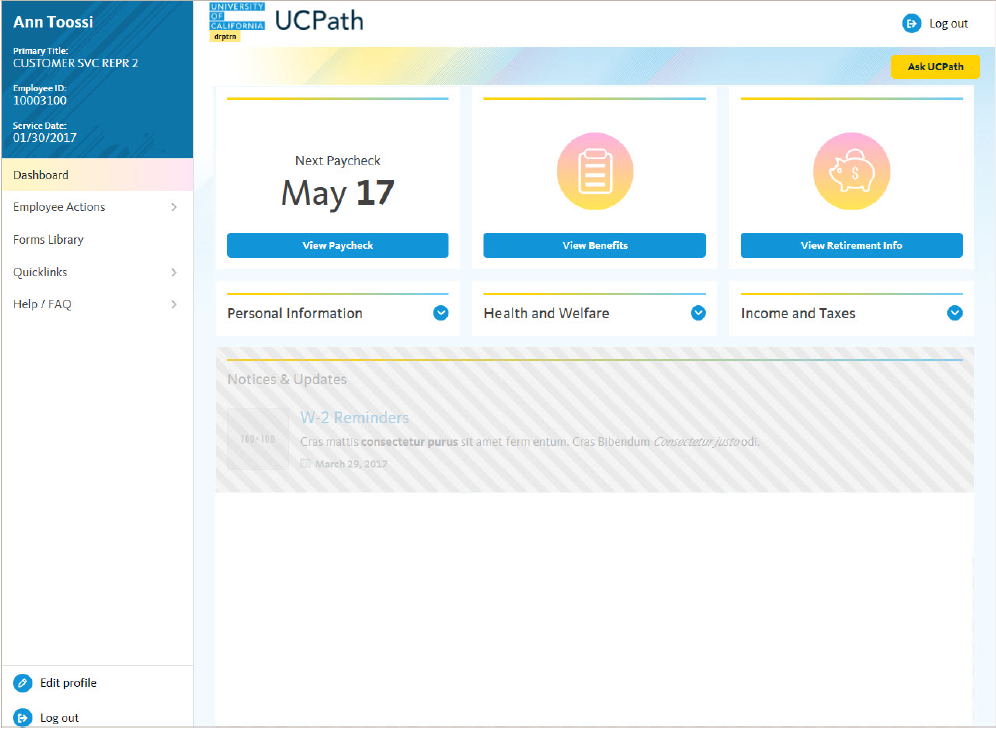 Ann Toossi
Primary Title:
CUSTOMER SVC REPR 2
Employee ID:
10003100
Service Date:
01/30/2017
Dashboard
Employee Actions
Forms Library
Quicklinks
Help / FAQ
Edit profile
Log out
UNIVERSITY
OF
CALIFORNIA
drptrn
UCPath
Log out
Ask UCPath
Next Paycheck
May 17
View Paycheck
View Benefits
$
View Retirement Info
Personal Information
Health and Welfare
Income and Taxes
Notices & Updates
W-2 Reminders
Cras mattis consectetur purus sit amet ferm entum. Cras Bibendum Consectetur justo odi.
March 29, 2017